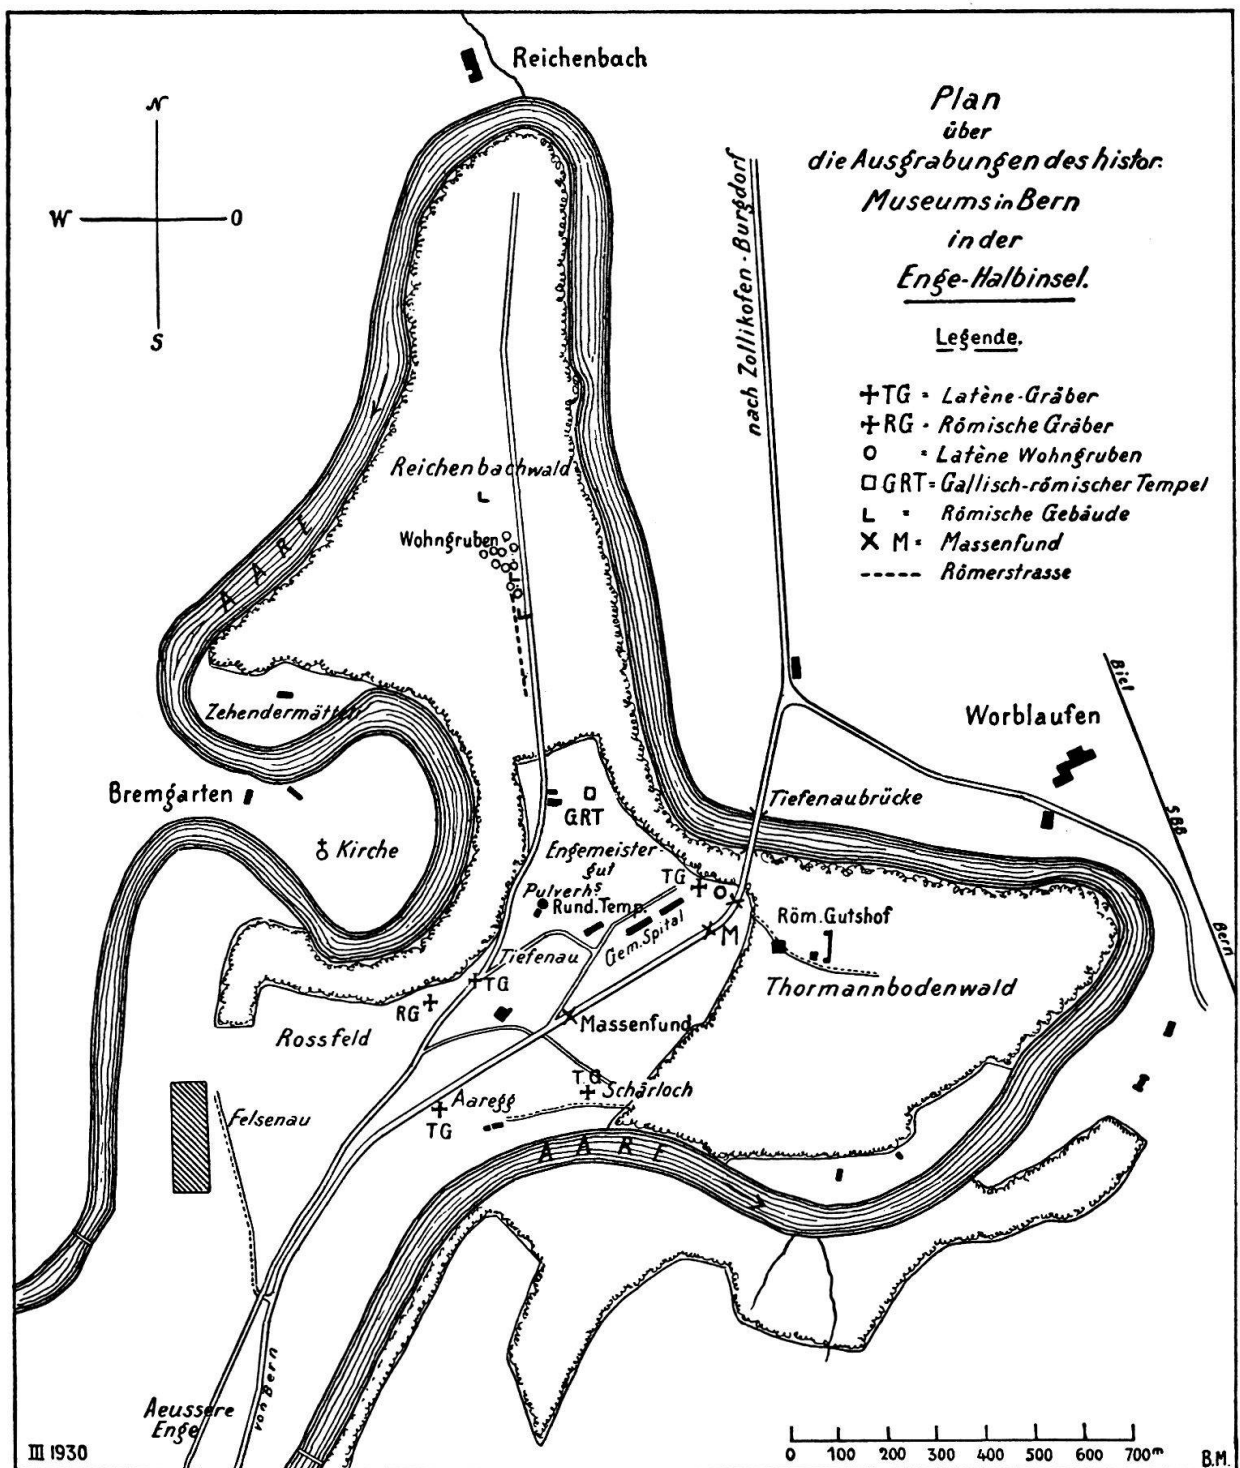 Reichenbach
N
W
O
S
Plan
über
die Ausgrabungen des histor.
Museums in Bern
in der
Enge-Halbinsel.
Legende.
TG = Latène-Gräber
RG = Römische Gräber
= Latène Wohngruben
GRT = Gallisch-römischer Tempel
L = Römische Gebäude
M = Massenfund
Römerstrasse
nach Zollikofen-Burgdorf
Reichenbachwald
Wohngruben
AARE
Zehendermätteli
Bremgarten
Kirche
Worblaufen
Biel
SBB
Bern
Tiefenaubrücke
GRT
Engemeister
gut
Pulverhs
Rund. Temp.
TG
Gem. Spital
M
Röm. Gutshof
Tiefenau
Thormannbodenwald
TG
RG
Rossfeld
Massenfund
T.G
Schärloch
Aaregg
TG
Felsenau
AARE
von Bern
Aeussere
Enge
III 1930
0 100 200 300 400 500 600 700m
B.M.